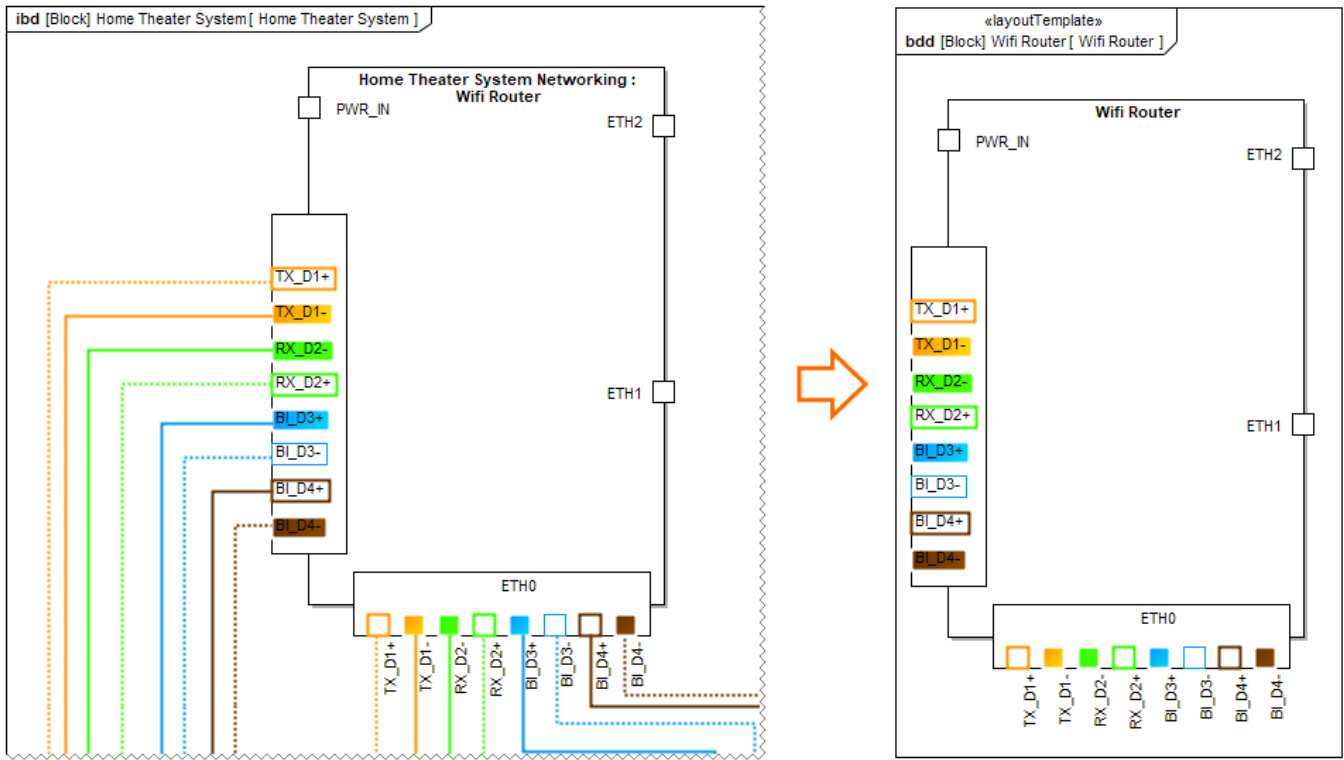 ibd [Block] Home Theater System [ Home Theater System ]
Home Theater System Networking :
Wifi Router
PWR_IN
ETH2
TX_D1+
TX_D1-
RX_D2-
RX_D2+
BI_D3+
BI_D3-
BI_D4+
BI_D4-
ETH1
ETH0
TX_D1+
TX_D1-
RX_D2-
RX_D2+
BI_D3+
BI_D3-
BI_D4+
BI_D4-
«layoutTemplate»
bdd [Block] Wifi Router [ Wifi Router ]
Wifi Router
PWR_IN
ETH2
TX_D1+
TX_D1-
RX_D2-
RX_D2+
BI_D3+
BI_D3-
BI_D4+
BI_D4-
ETH1
ETH0
TX_D1+
TX_D1-
RX_D2-
RX_D2+
BI_D3+
BI_D3-
BI_D4+
BI_D4-